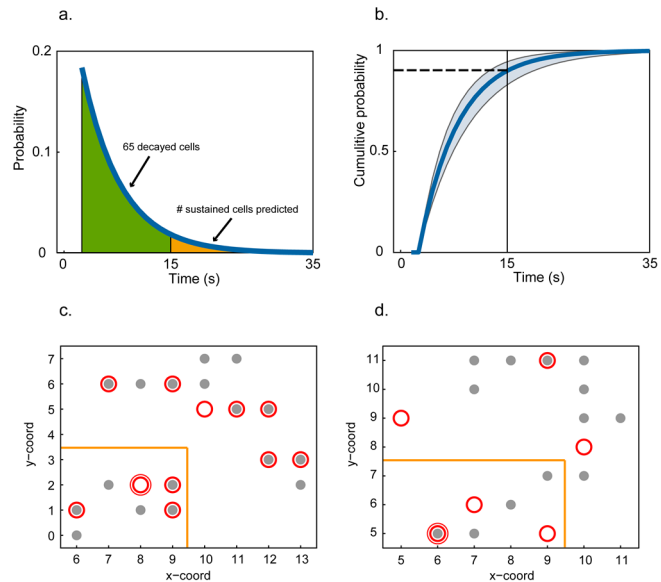 a.
0.2
0.1
0
Probability
65 decayed cells
# sustained cells predicted
0
15
35
Time (s)
b.
1
0.5
0
Cumulitive probability
0
15
35
Time (s)
c.
7
6
5
4
3
2
1
0
y-coord
6 7 8 9 10 11 12 13
x-coord
d.
11
10
9
8
7
6
5
y-coord
5 6 7 8 9 10 11
x-coord